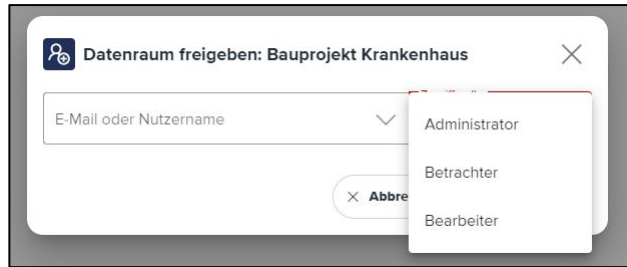 Datenraum freigeben: Bauprojekt Krankenhaus
E-Mail oder Nutzername
Administrator
Betrachter
Abbre
Bearbeiter